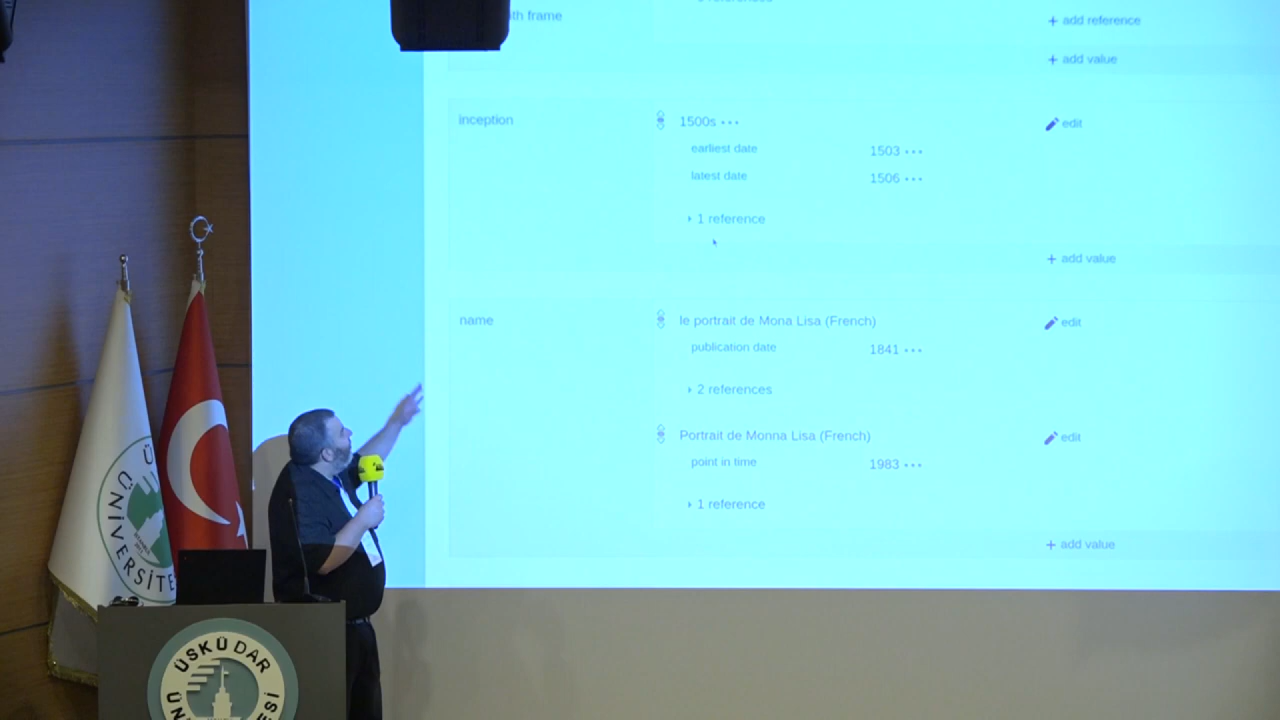 th frame
+ add reference
+ add value
inception
1500s
edit
earliest date
1503
latest date
1506
1 reference
+ add value
name
le portrait de Mona Lisa (French)
edit
publication date
1841
2 references
Portrait de Monna Lisa (French)
edit
point in time
1983
1 reference
+ add value
ÜNİVERSİTE
ÜSKÜDAR